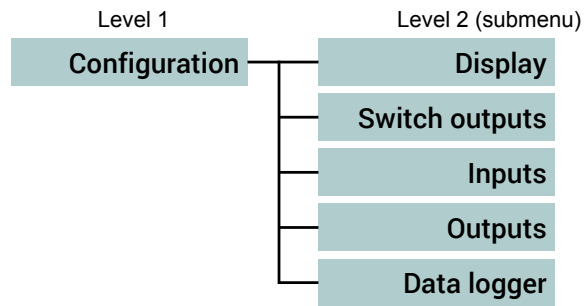 Level 1
Level 2 (submenu)
Configuration
Display
Switch outputs
Inputs
Outputs
Data logger